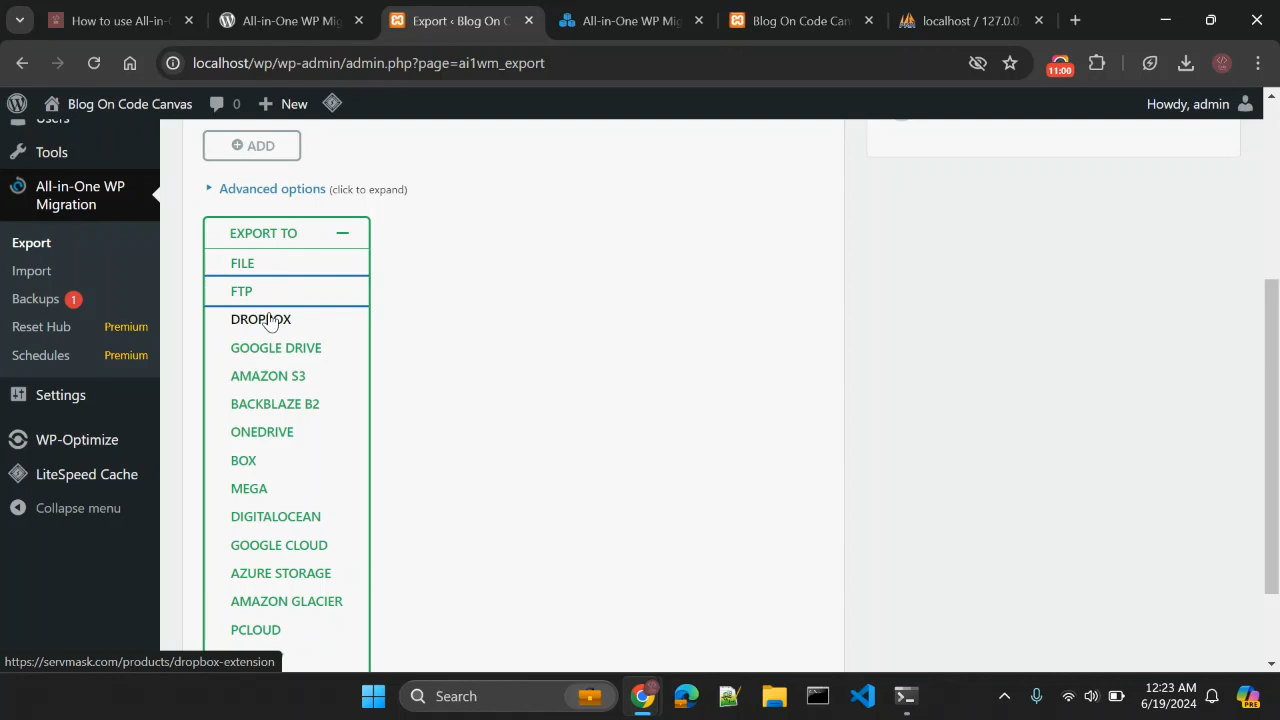 How to use All-in-
All-in-One WP Mi
Export ‹ Blog On C
All-in-One WP Mig
Blog On Code Can
localhost / 127.0.0
localhost/wp/wp-admin/admin.php?page=ai1wm_export
11:00
Blog On Code Canvas
0
New
Howdy, admin
Users
Tools
All-in-One WP
Migration
Export
Import
Backups 1
Reset Hub Premium
Schedules Premium
Settings
WP-Optimize
LiteSpeed Cache
Collapse menu
ADD
Advanced options (click to expand)
EXPORT TO
FILE
FTP
DROPBOX
GOOGLE DRIVE
AMAZON S3
BACKBLAZE B2
ONEDRIVE
BOX
MEGA
DIGITALOCEAN
GOOGLE CLOUD
AZURE STORAGE
AMAZON GLACIER
PCLOUD
https://servmask.com/products/dropbox-extension
Search
12:23 AM
6/19/2024
PRE